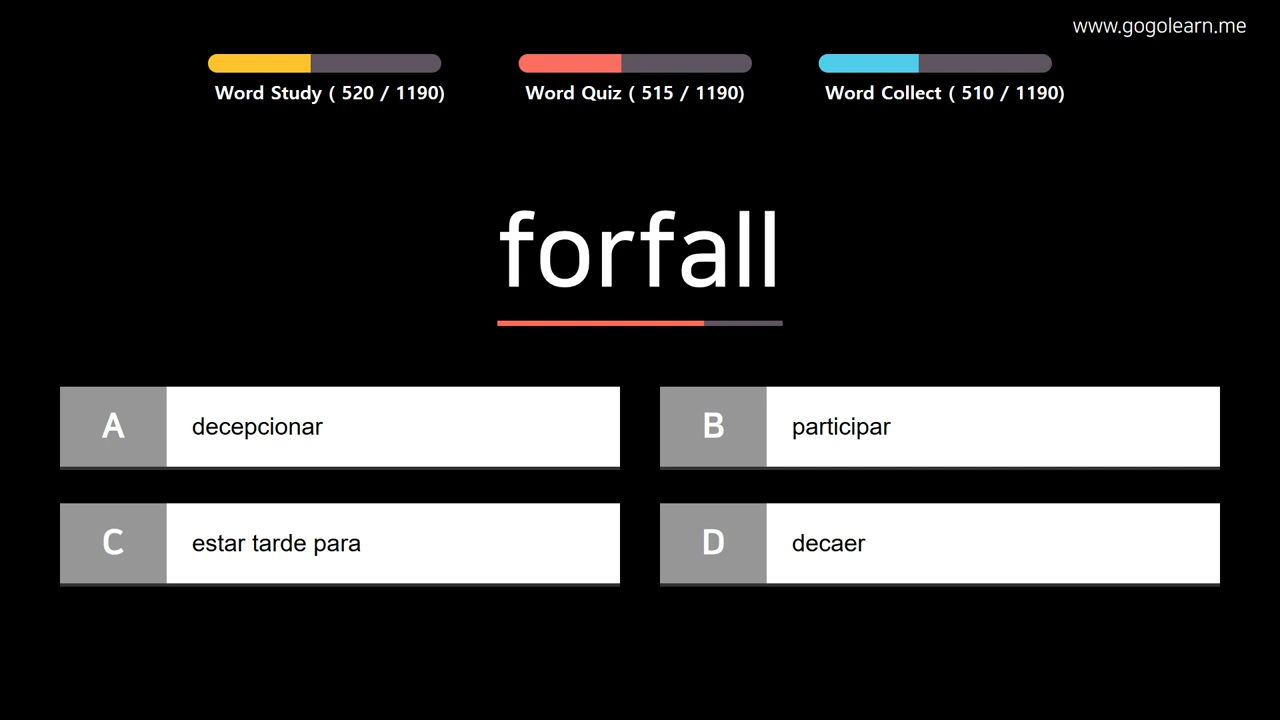 www.gogolearn.me
Word Study ( 520 / 1190)
Word Quiz ( 515 / 1190)
Word Collect ( 510 / 1190)
forfall
A decepcionar
B participar
C estar tarde para
D decaer